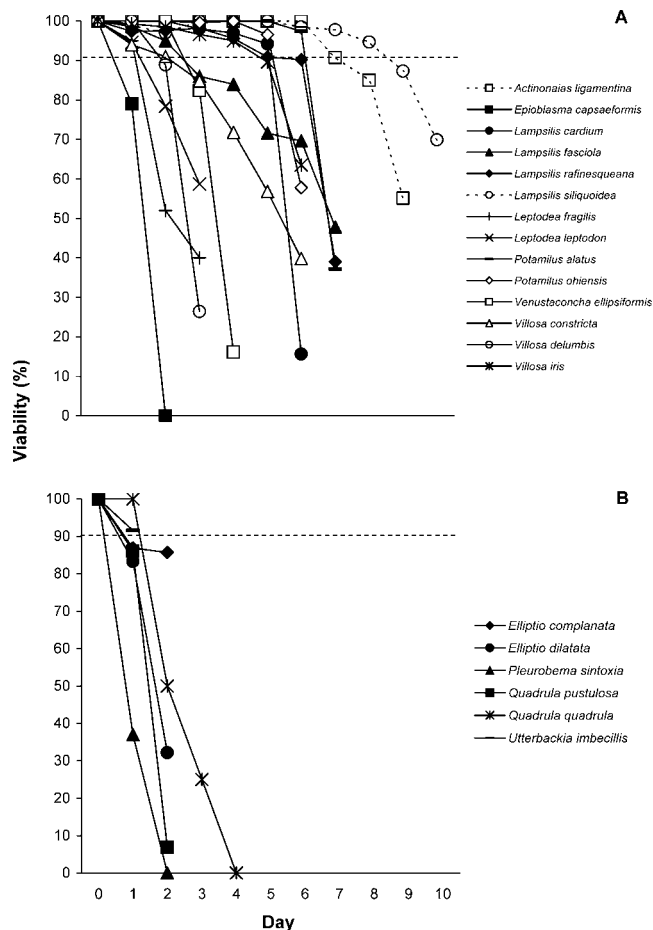 A
100
90
80
70
60
50
40
30
20
10
0
Viability (%)
Actinonaias ligamentina
Epioblasma capsaeformis
Lampsilis cardium
Lampsilis fasciola
Lampsilis rafinesqueana
Lampsilis siliquoidea
Leptodea fragilis
Leptodea leptodon
Potamilus alatus
Potamilus ohiensis
Venustaconcha ellipsiformis
Villosa constricta
Villosa delumbis
Villosa iris
B
100
90
80
70
60
50
40
30
20
10
0
Elliptio complanata
Elliptio dilatata
Pleurobema sintoxia
Quadrula pustulosa
Quadrula quadrula
Utterbackia imbecillis
0 1 2 3 4 5 6 7 8 9 10
Day